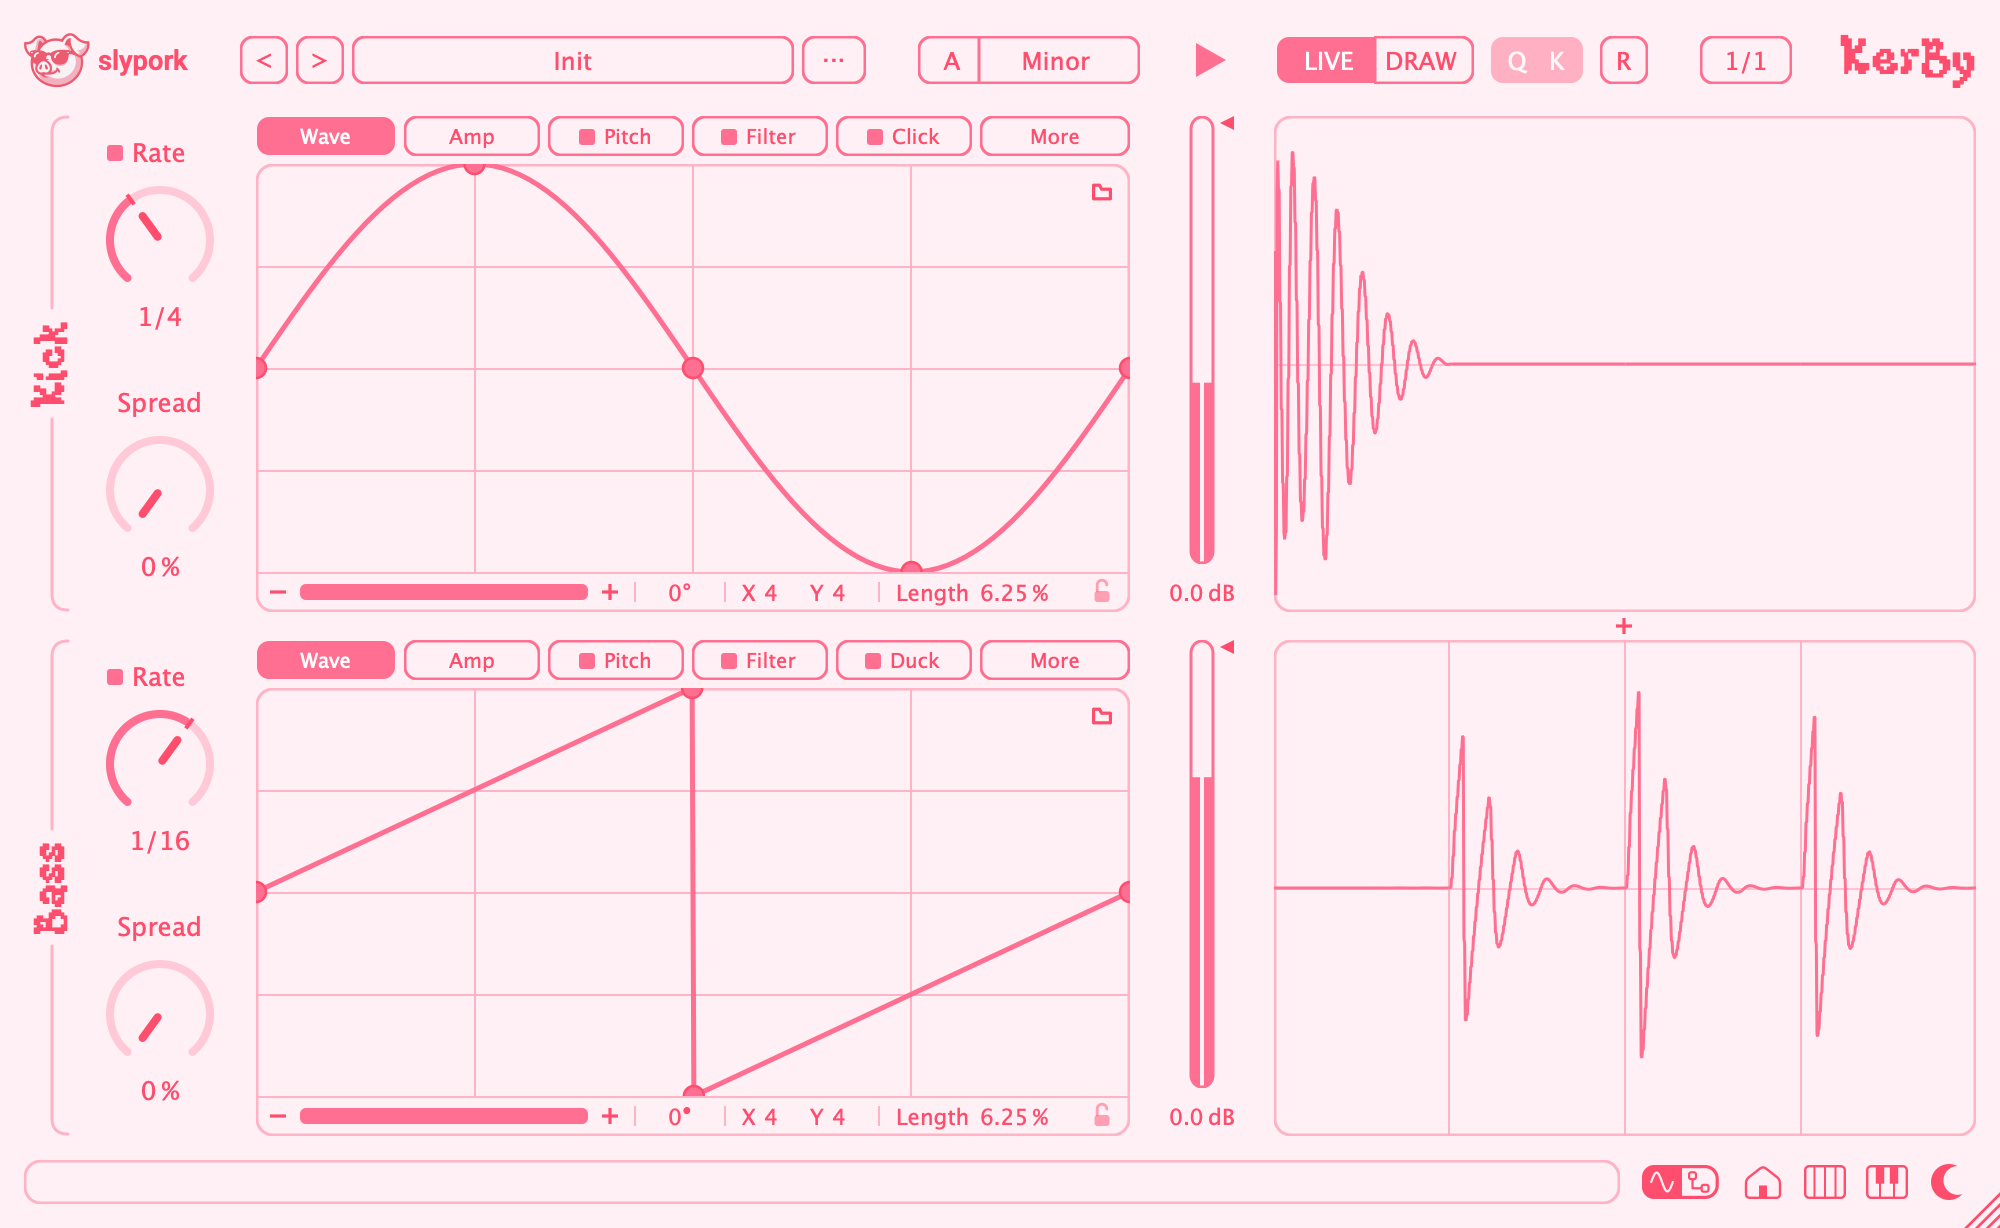 slypork < > Init ... A Minor LIVE DRAW Q K R 1/1 KerBy
Kick
Rate
1/4
Spread
0%
Wave Amp Pitch Filter Click More
− + 0° X 4 Y 4 Length 6.25%
0.0 dB
+
Bass
Rate
1/16
Spread
0%
Wave Amp Pitch Filter Duck More
− + 0° X 4 Y 4 Length 6.25%
0.0 dB